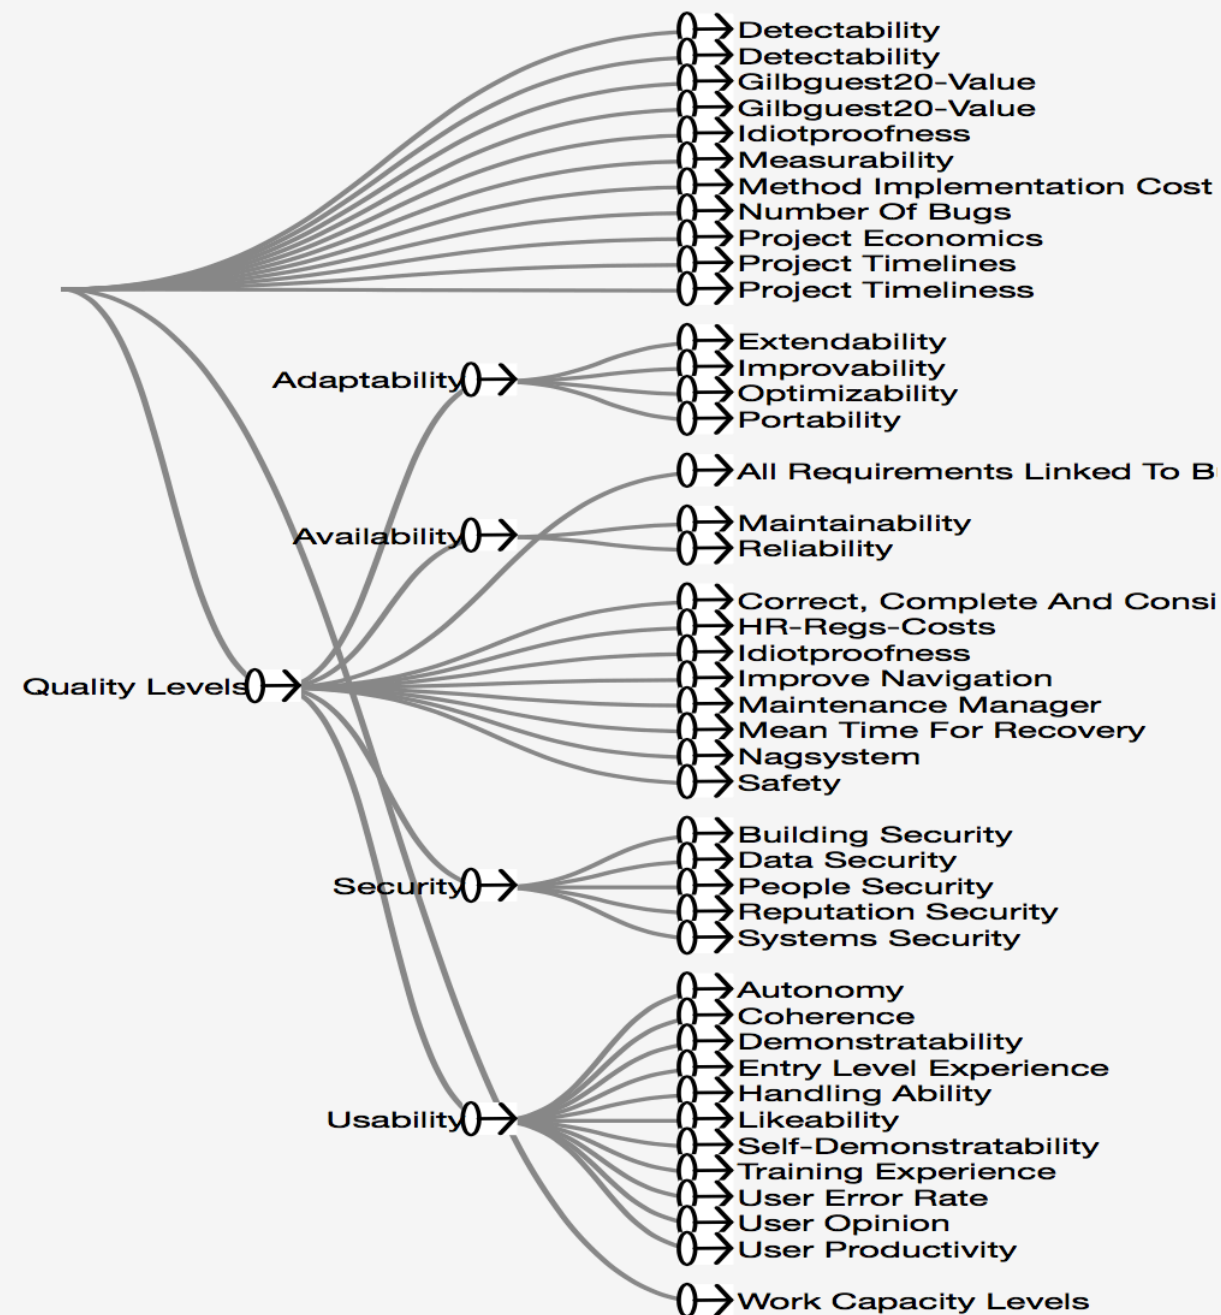 Detectability
Detectability
Gilbguest20-Value
Gilbguest20-Value
Idiotproofness
Measurability
Method Implementation Cost
Number Of Bugs
Project Economics
Project Timelines
Project Timeliness
Extendability
Adaptability
Improvability
Optimizability
Portability
All Requirements Linked To
Maintainability
Availability
Reliability
Correct, Complete And
HR-Regs-Costs
Idiotproofness
Improve Navigation
Quality Levels
Maintenance Manager
Mean Time For Recovery
Nagsystem
Safety
Building Security
Data Security
Security
People Security
Reputation Security
Systems Security
Autonomy
Coherence
Demonstratability
Entry Level Experience
Handling Ability
Usability
Likeability
Self-Demonstratability
Training Experience
User Error Rate
User Opinion
User Productivity
Work Capacity Levels